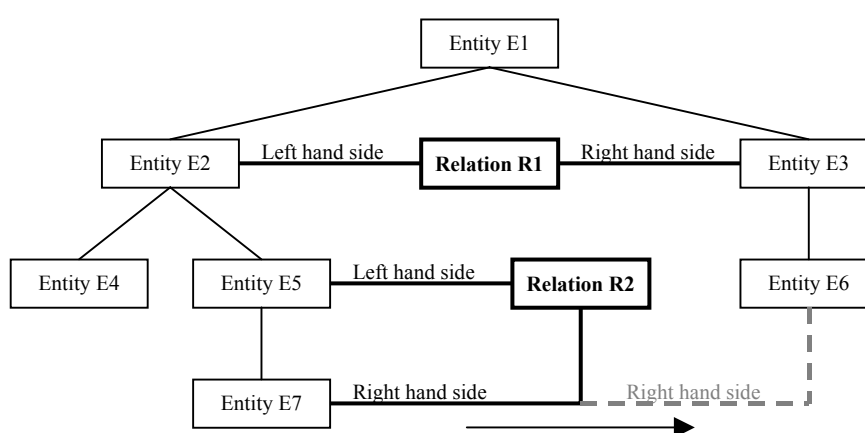 Entity E1
Entity E2
Left hand side
Relation R1
Right hand side
Entity E3
Entity E4
Entity E5
Left hand side
Relation R2
Entity E6
Entity E7
Right hand side
Right hand side